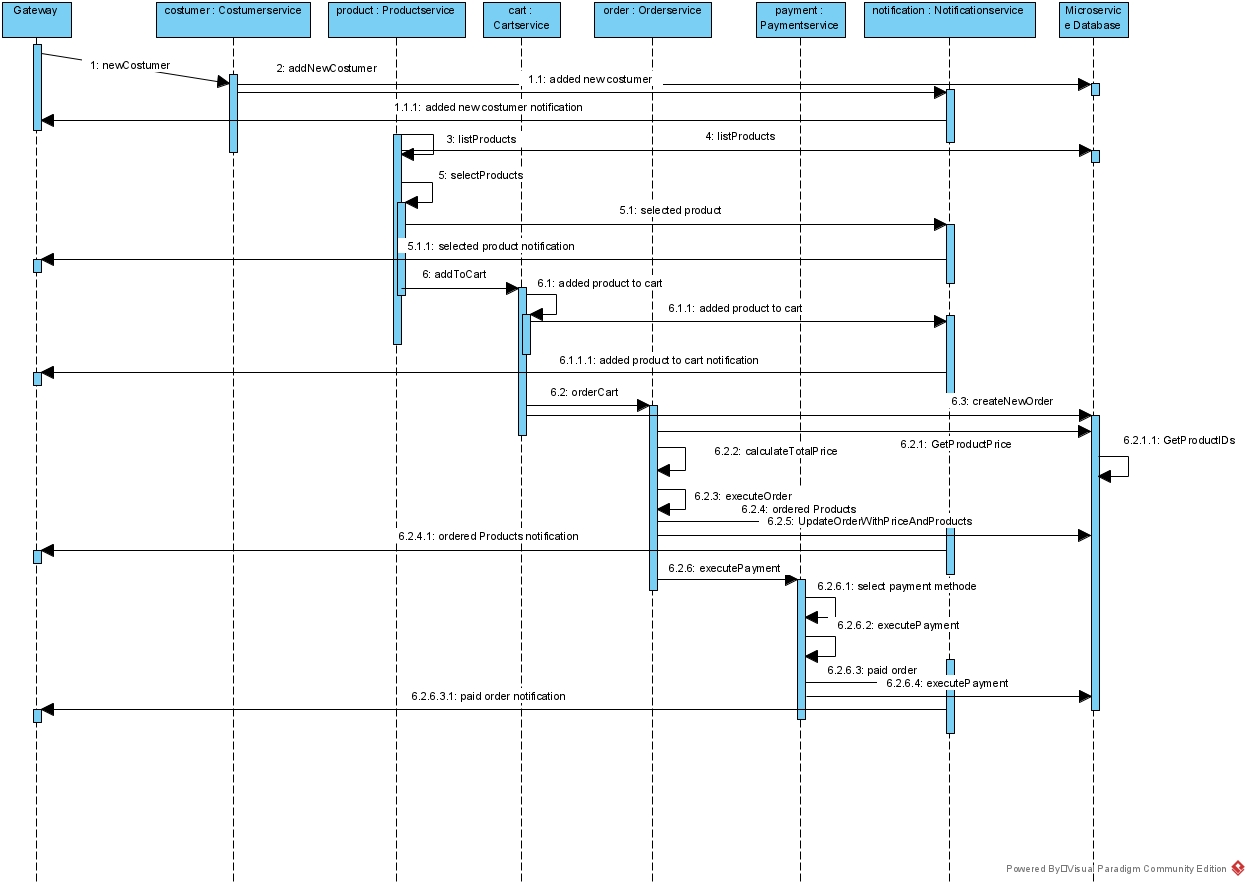 Gateway
costumer : Costumerservice
product : Productservice
cart :
Cartservice
order : Orderservice
payment :
Paymentservice
notification : Notificationservice
Microservic
e Database
1: newCostumer
2: addNewCostumer
1.1: added new costumer
1.1.1: added new costumer notification
3: listProducts
4: listProducts
5: selectProducts
5.1: selected product
5.1.1: selected product notification
6: addToCart
6.1: added product to cart
6.1.1: added product to cart
6.1.1.1: added product to cart notification
6.2: orderCart
6.3: createNewOrder
6.2.1: GetProductPrice
6.2.1.1: GetProductIDs
6.2.2: calculateTotalPrice
6.2.3: executeOrder
6.2.4: ordered Products
6.2.5: UpdateOrderWithPriceAndProducts
6.2.4.1: ordered Products notification
6.2.6: executePayment
6.2.6.1: select payment methode
6.2.6.2: executePayment
6.2.6.3: paid order
6.2.6.4: executePayment
6.2.6.3.1: paid order notification
Powered By Visual Paradigm Community Edition